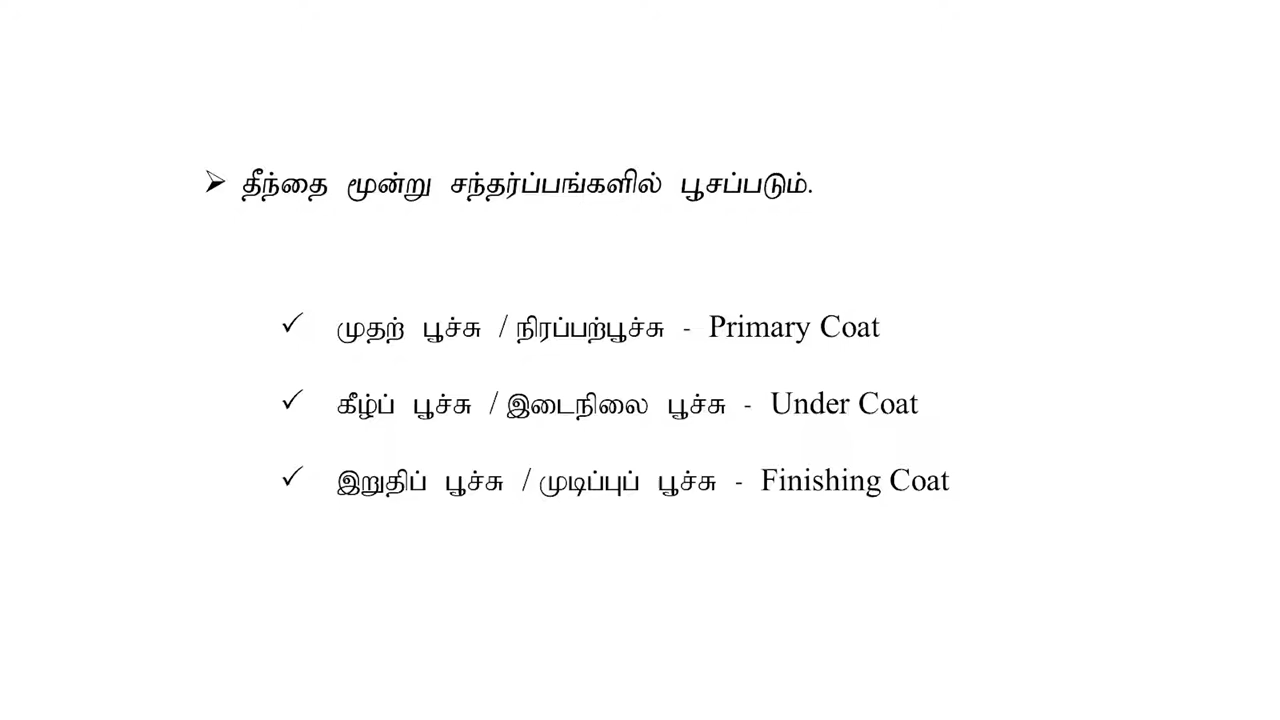 ➢ தீந்தை மூன்று சந்தர்ப்பங்களில் பூசப்படும்.
✓ முதற் பூச்சு / நிரப்பற்பூச்சு - Primary Coat
✓ கீழ்ப் பூச்சு / இடைநிலை பூச்சு - Under Coat
✓ இறுதிப் பூச்சு / முடிப்புப் பூச்சு - Finishing Coat